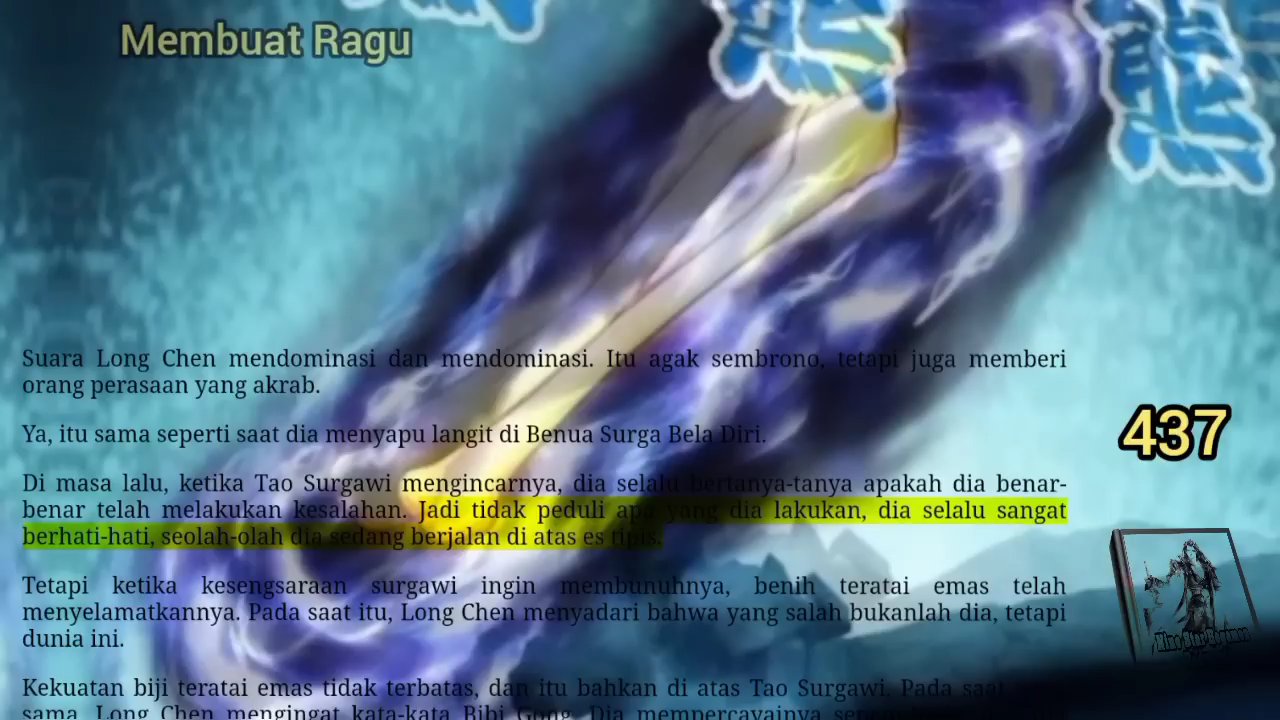 Membuat Ragu
Suara Long Chen mendominasi dan mendominasi. Itu agak sembrono, tetapi juga memberi
orang perasaan yang akrab.
Ya, itu sama seperti saat dia menyapu langit di Benua Surga Bela Diri.
Di masa lalu, ketika Tao Surgawi mengincarnya, dia selalu bertanya-tanya apakah dia benar-
benar telah melakukan kesalahan. Jadi tidak peduli apa yang dia lakukan, dia selalu sangat
berhati-hati, seolah-olah dia sedang berjalan di atas es tipis.
437
Tetapi ketika kesengsaraan surgawi ingin membunuhnya, benih teratai emas telah
menyelamatkannya. Pada saat itu, Long Chen menyadari bahwa yang salah bukanlah dia, tetapi
dunia ini.
Kekuatan biji teratai emas tidak terbatas, dan itu bahkan di atas Tao Surgawi. Pada saat
sama, Long Chen mengingat kata-kata Bibi Gong. Dia mempercayainya